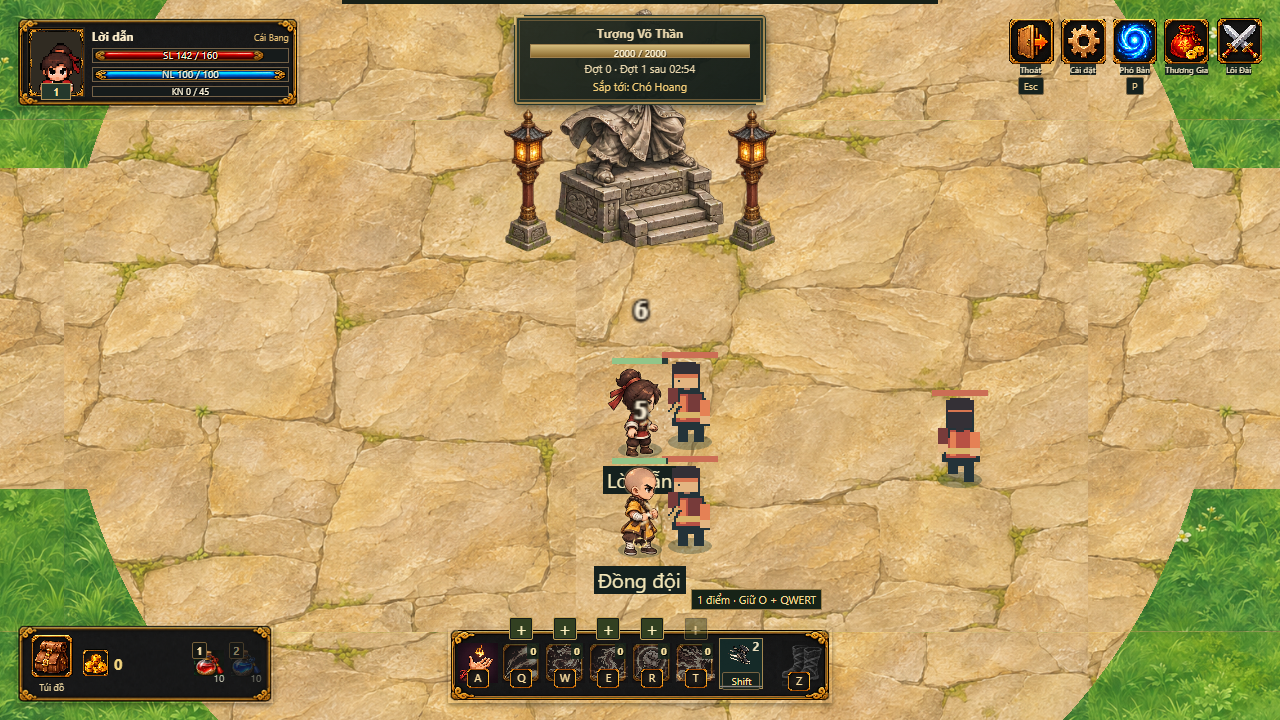 Lời dẫn
Cái Bang
SL 142 / 160
NL 100 / 100
KN 0 / 45
1
Tượng Võ Thần
2000 / 2000
Đợt 0 · Đợt 1 sau 02:54
Sắp tới: Chó Hoang
Thoát
Cài đặt
Phó Bản
Thương Gia
Lôi Đài
Esc
P
6
5
Đồng đội
1 điểm · Giữ O + QWERT
+ + + + +
Túi đồ
0
1
10
2
10
A
0
Q
0
W
0
E
0
R
0
T
2
Shift
Z